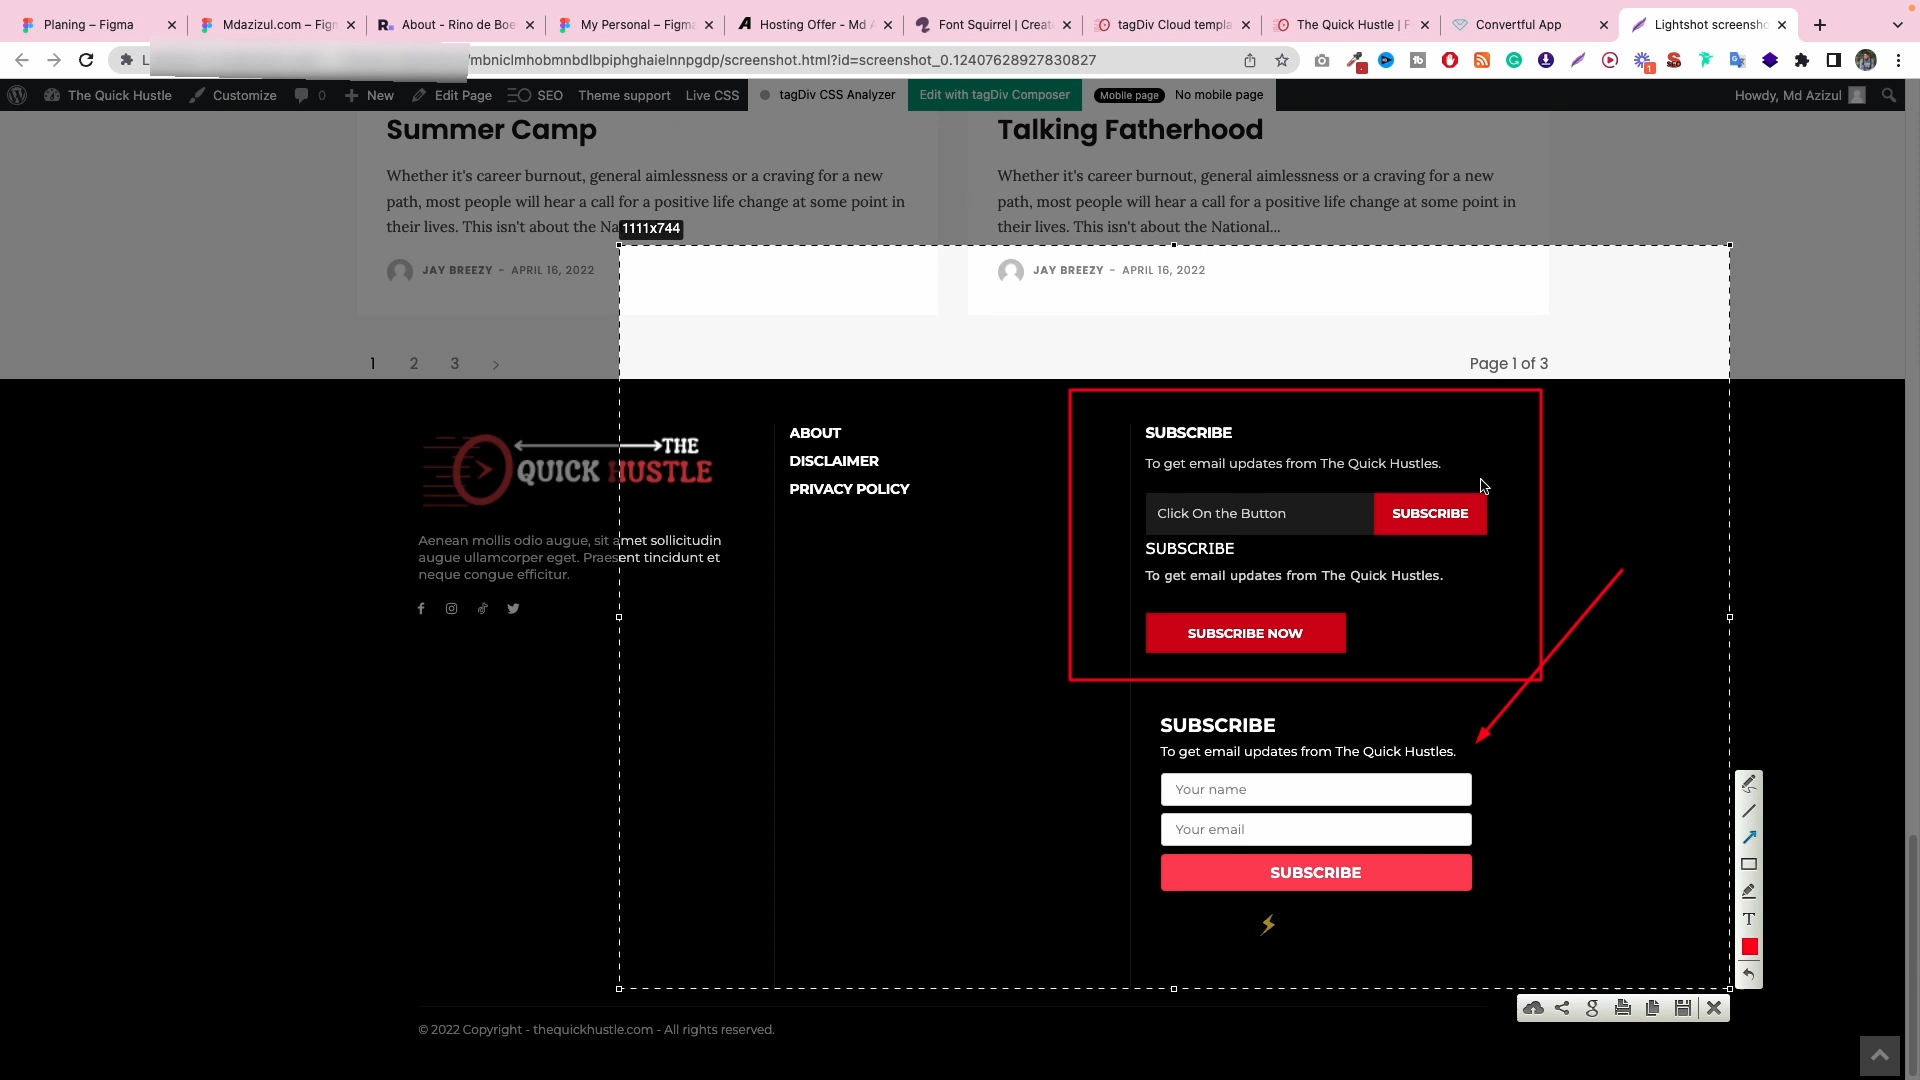 Planing – Figma
Mdazizul.com – Figm
R. About - Rino de Boe
My Personal – Figma
A Hosting Offer - Md A
Font Squirrel | Create
tagDiv Cloud templa
The Quick Hustle | F
Convertful App
Lightshot screensho
/mbniclmhobmnbdlbpiphghaielnnpgdp/screenshot.html?id=screenshot_0.12407628927830827
The Quick Hustle
Customize
0
New
Edit Page
SEO
Theme support
Live CSS
tagDiv CSS Analyzer
Edit with tagDiv Composer
Mobile page
No mobile page
Howdy, Md Azizul
Summer Camp
Whether it's career burnout, general aimlessness or a craving for a new
path, most people will hear a call for a positive life change at some point in
their lives. This isn't about the Na
JAY BREEZY - APRIL 16, 2022
Talking Fatherhood
Whether it's career burnout, general aimlessness or a craving for a new
path, most people will hear a call for a positive life change at some point in
their lives. This isn't about the National...
JAY BREEZY - APRIL 16, 2022
1111x744
1 2 3 >
Page 1 of 3
THE
QUICK HUSTLE
Aenean mollis odio augue, sit amet sollicitudin
augue ullamcorper eget. Praesent tincidunt et
neque congue efficitur.
ABOUT
DISCLAIMER
PRIVACY POLICY
SUBSCRIBE
To get email updates from The Quick Hustles.
Click On the Button
SUBSCRIBE
SUBSCRIBE
To get email updates from The Quick Hustles.
SUBSCRIBE NOW
SUBSCRIBE
To get email updates from The Quick Hustles.
Your name
Your email
SUBSCRIBE
T
© 2022 Copyright - thequickhustle.com - All rights reserved.